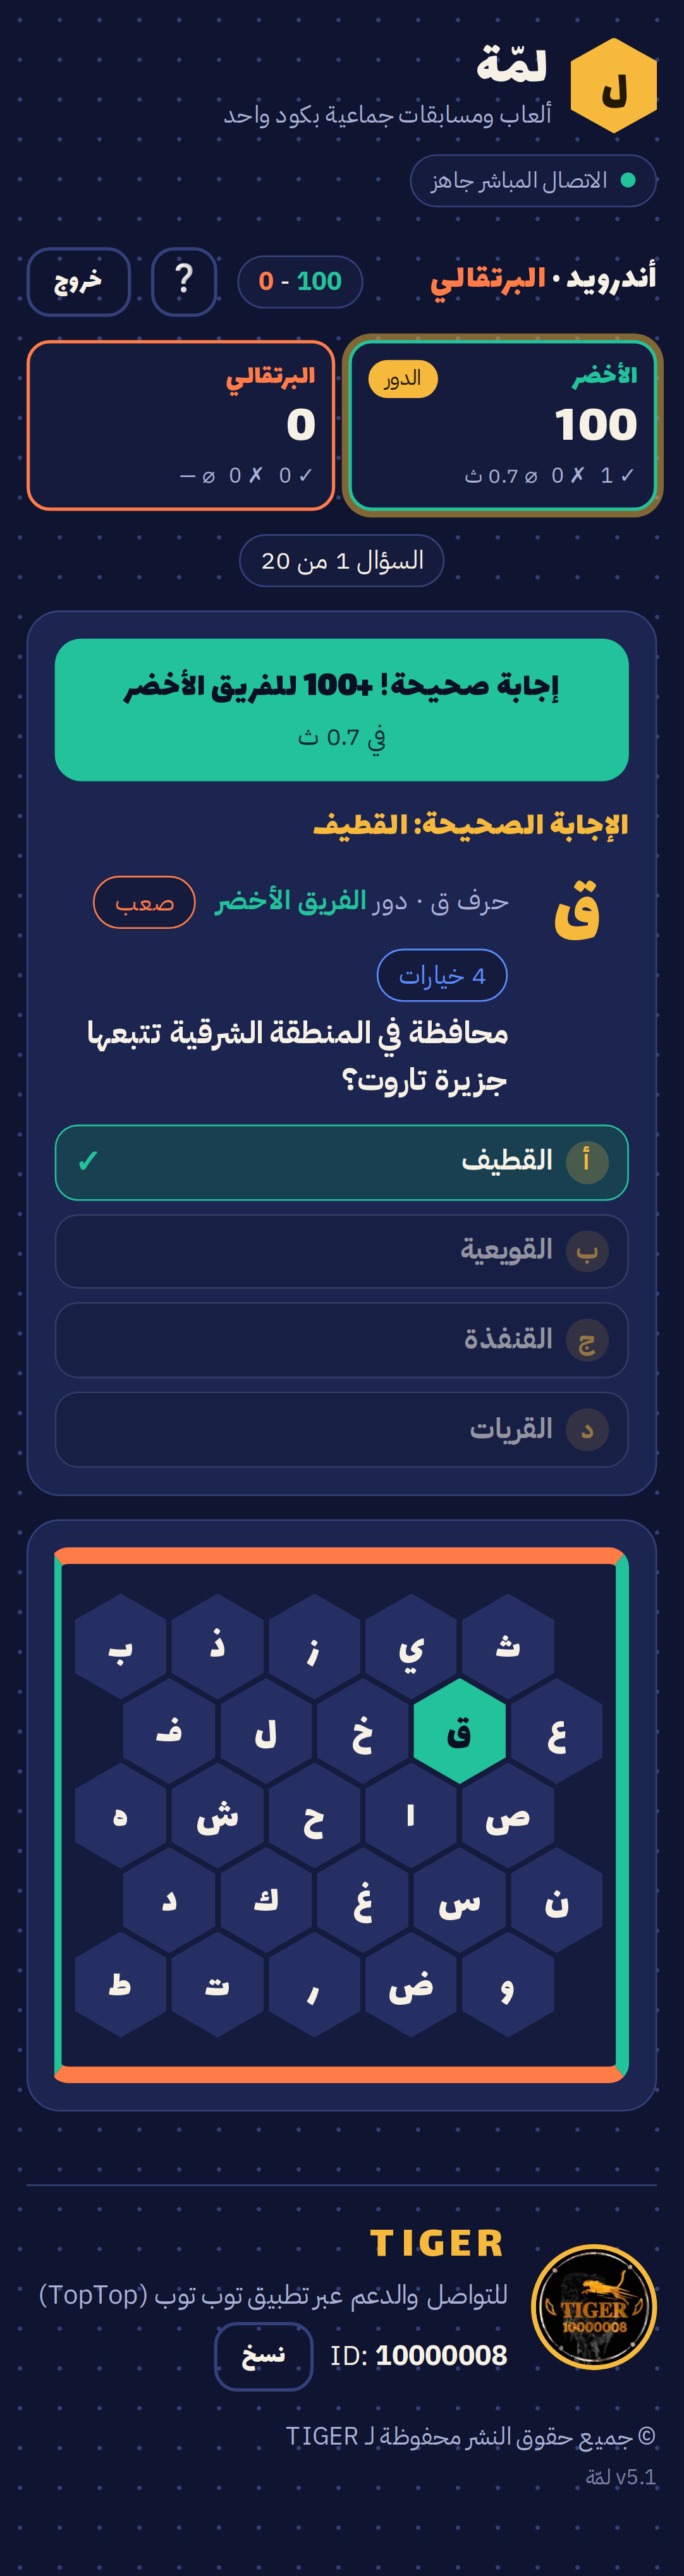 ل
لمّة
ألعاب ومسابقات جماعية بكود واحد
الاتصال المباشر جاهز
أندرويد · البرتقالي
100 - 0
❔
خروج
الأخضر
الدور
100
✓ 1 ✗ 0 ⌀ 0.7 ث
البرتقالي
0
✓ 0 ✗ 0 ⌀ —
السؤال 1 من 20
إجابة صحيحة! +100 للفريق الأخضر
في 0.7 ث
الإجابة الصحيحة: القطيف
ق
حرف ق · دور الفريق الأخضر
صعب
4 خيارات
محافظة في المنطقة الشرقية تتبعها
جزيرة تاروت؟
أ القطيف ✓
ب القويعية
ج القنفذة
د القريات
ث ي ز ذ ب
ع ق خ ل ف
ص ا ح ش ه
ن س غ ك د
و ض ر ت ط
TIGER
10000008
TIGER
للتواصل والدعم عبر تطبيق توب توب (TopTop)
ID: 10000008
نسخ
© جميع حقوق النشر محفوظة لـ TIGER
لمّة v5.1